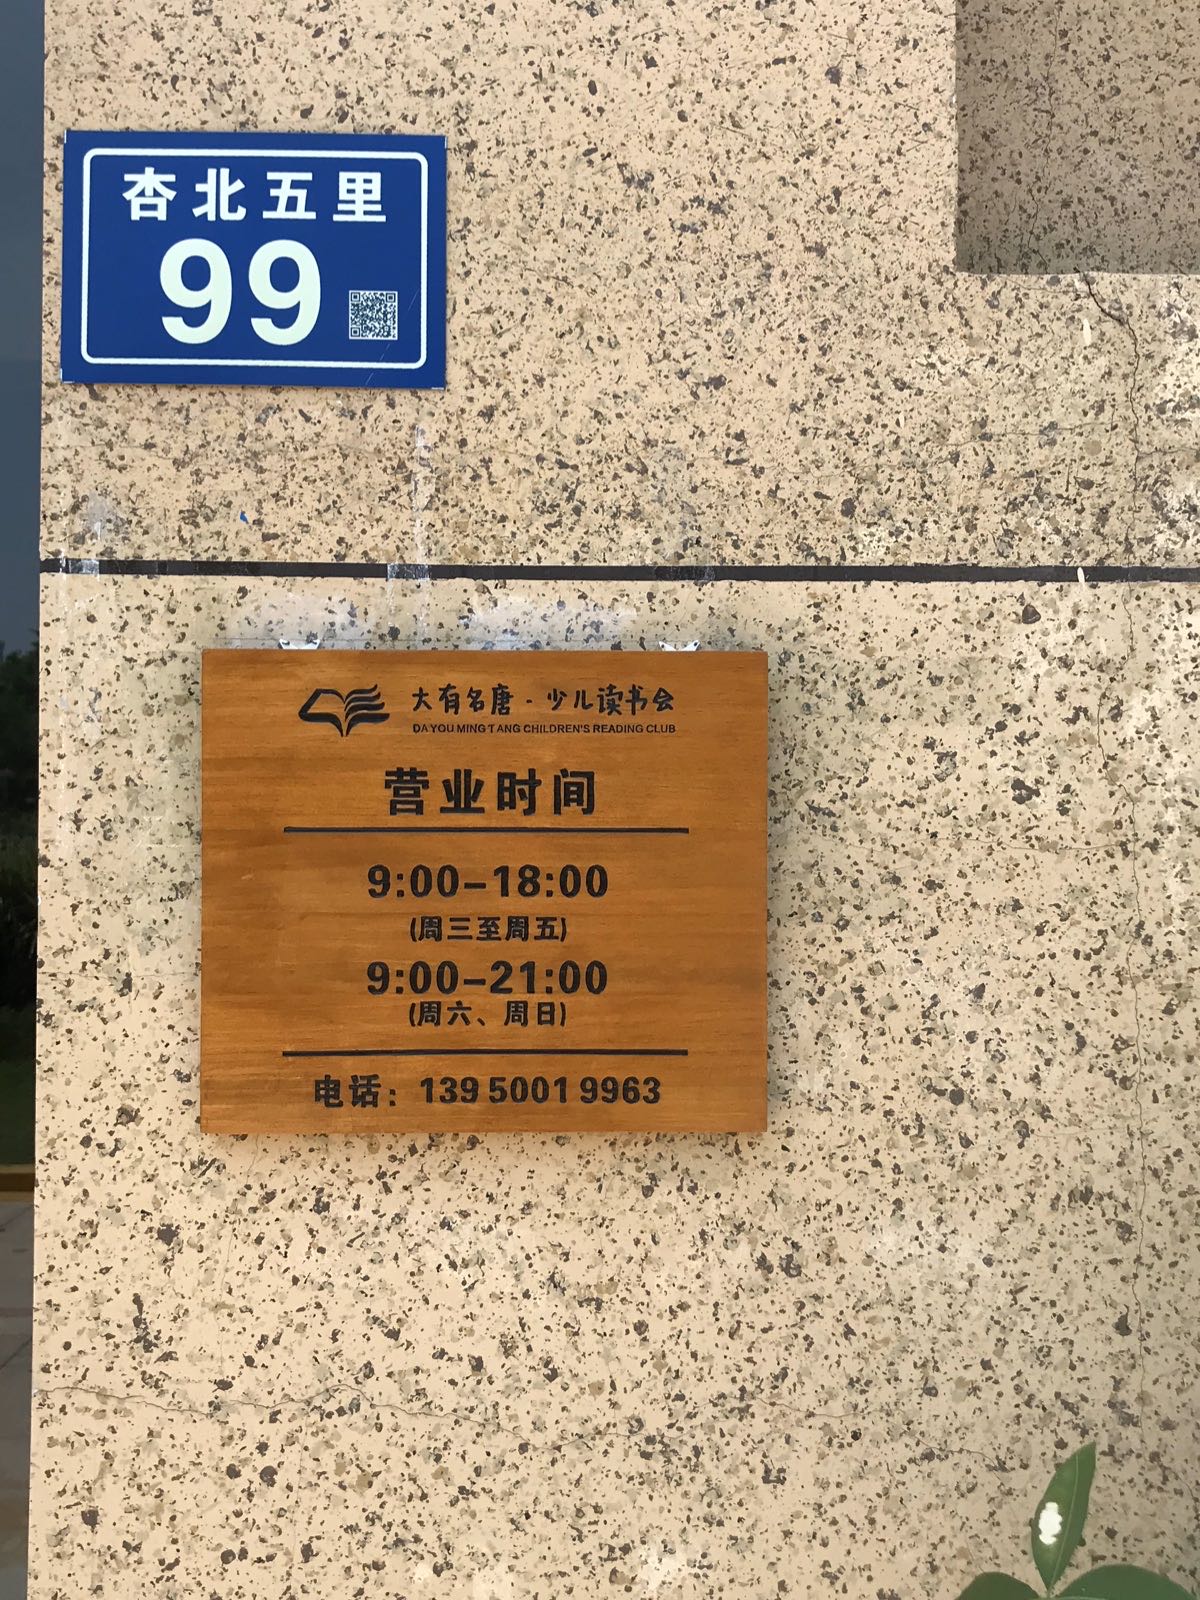 杏北五里
99
大有名唐·少儿读书会
DA YOU MING TANG CHILDREN'S READING CLUB
营业时间
9:00-18:00
(周三至周五)
9:00-21:00
(周六、周日)
电话：139 5001 9963